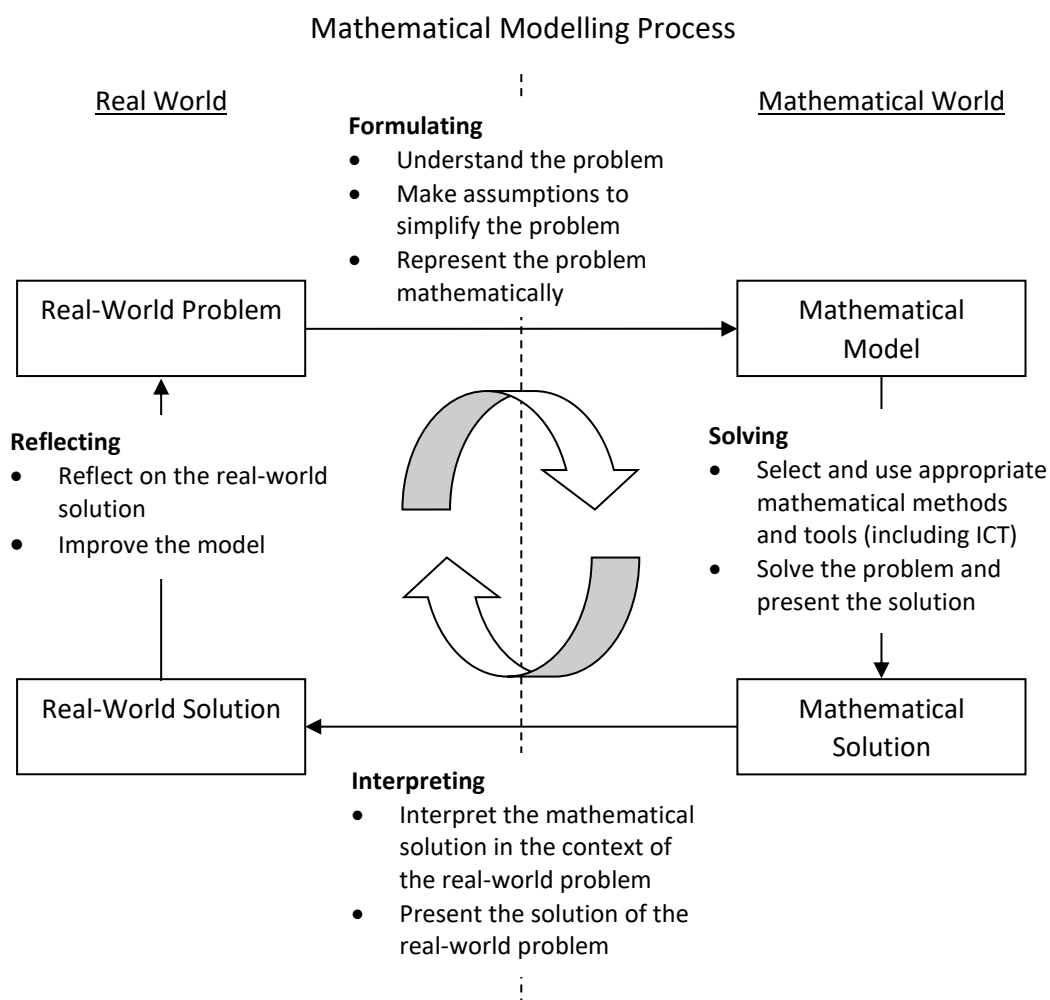 Mathematical Modelling Process
Real World
Mathematical World
Formulating
• Understand the problem
• Make assumptions to
simplify the problem
• Represent the problem
mathematically
Real-World Problem
Mathematical
Model
Reflecting
• Reflect on the real-world
solution
• Improve the model
Solving
• Select and use appropriate
mathematical methods
and tools (including ICT)
• Solve the problem and
present the solution
Real-World Solution
Mathematical
Solution
Interpreting
• Interpret the mathematical
solution in the context of
the real-world problem
• Present the solution of the
real-world problem